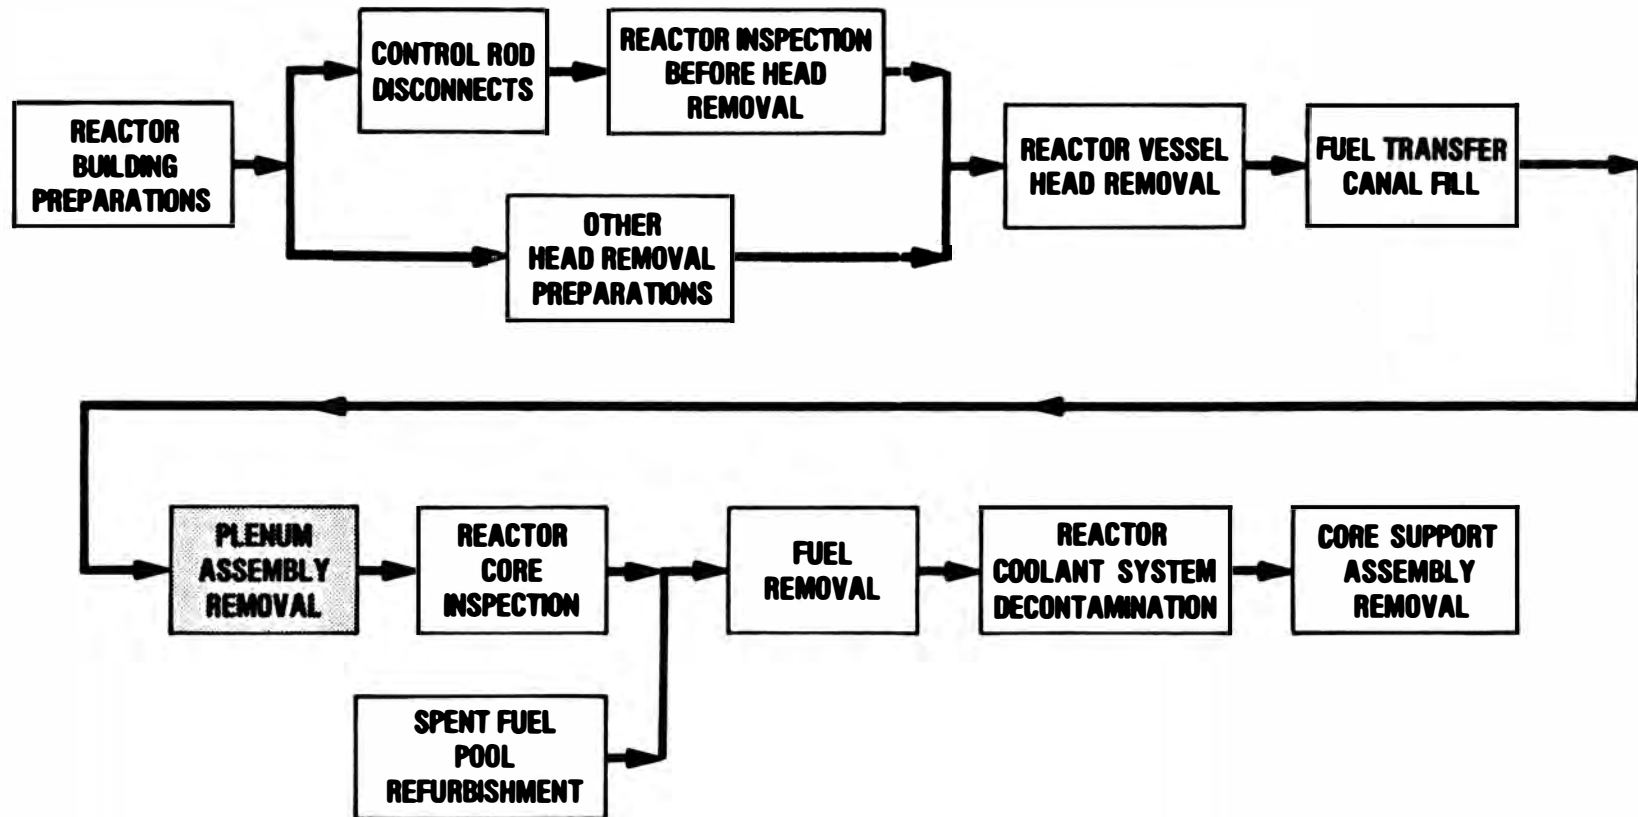 REACTOR
BUILDING
PREPARATIONS
CONTROL ROD
DISCONNECTS
REACTOR INSPECTION
BEFORE HEAD
REMOVAL
OTHER
HEAD REMOVAL
PREPARATIONS
REACTOR VESSEL
HEAD REMOVAL
FUEL TRANSFER
CANAL FILL
PLENUM
ASSEMBLY
REMOVAL
REACTOR
CORE
INSPECTION
SPENT FUEL
POOL
REFURBISHMENT
FUEL
REMOVAL
REACTOR
COOLANT SYSTEM
DECONTAMINATION
CORE SUPPORT
ASSEMBLY
REMOVAL